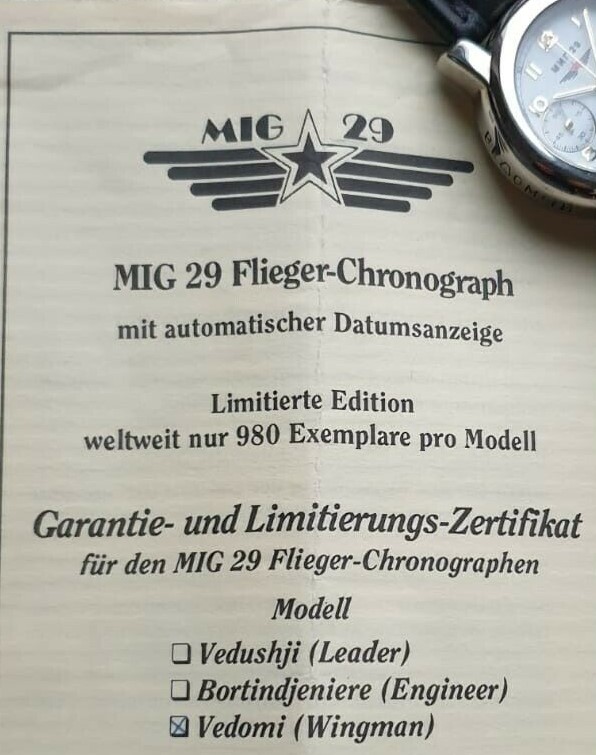 MIG 29
MIG 29 Flieger-Chronograph
mit automatischer Datumsanzeige
Limitierte Edition
weltweit nur 980 Exemplare pro Modell
Garantie- und Limitierungs-Zertifikat
für den MIG 29 Flieger-Chronographen
Modell
☐ Vedushji (Leader)
☐ Bortindjeniere (Engineer)
☒ Vedomi (Wingman)